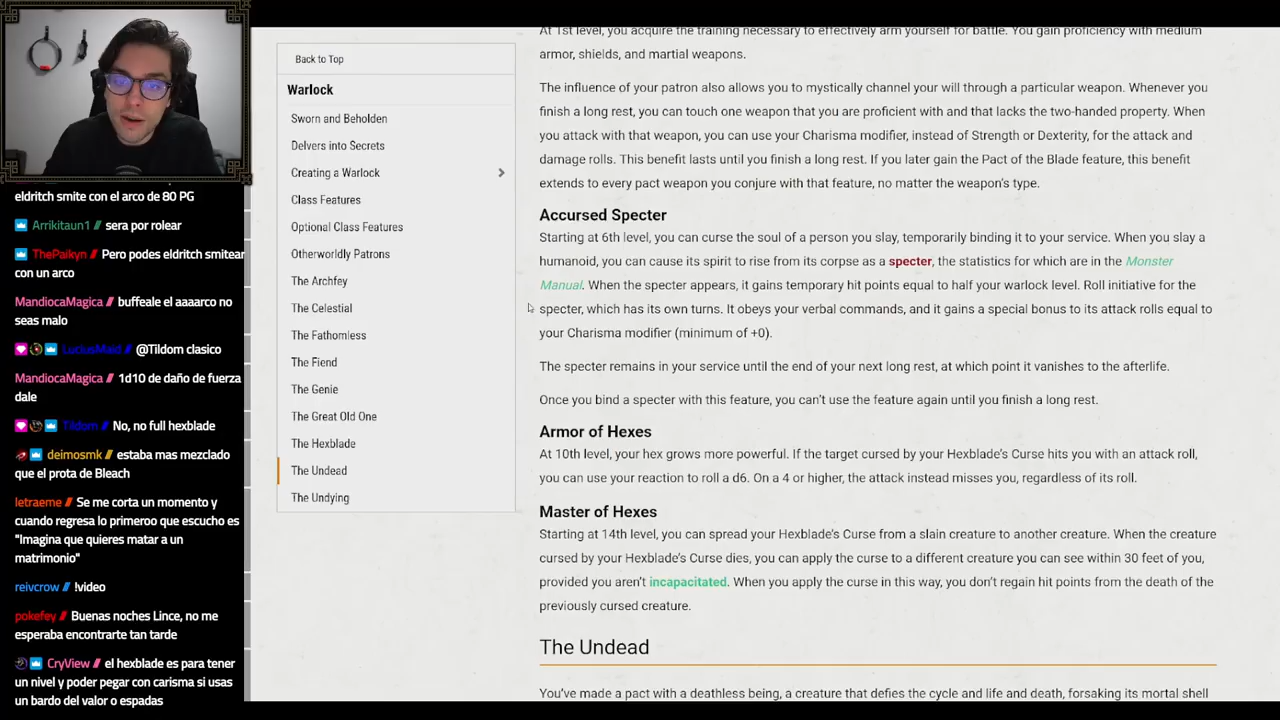 eldritch smite con el arco de 80 PG
Arrikitaun1 // sera por rolear
ThePaikyn // Pero podes eldritch smitear
con un arco
MandiocaMagica // buffeale el aaaarco no
seas malo
LuciusMaid // @Tildom clasico
MandiocaMagica // 1d10 de daño de fuerza
dale
Tildom // No, no full hexblade
deimosmk // estaba mas mezclado
que el prota de Bleach
letraeme // Se me corta un momento y
cuando regresa lo primeroo que escucho es
"Imagina que quieres matar a un
matrimonio"
reivcrow // !video
pokefey // Buenas noches Lince, no me
esperaba encontrarte tan tarde
CryView // el hexblade es para tener
un nivel y poder pegar con carisma si usas
un bardo del valor o espadas
Back to Top
Warlock
Sworn and Beholden
Delvers into Secrets
Creating a Warlock
Class Features
Optional Class Features
Otherworldly Patrons
The Archfey
The Celestial
The Fathomless
The Fiend
The Genie
The Great Old One
The Hexblade
The Undead
The Undying
At 1st level, you acquire the training necessary to effectively arm yourself for battle. You gain proficiency with medium
armor, shields, and martial weapons.
The influence of your patron also allows you to mystically channel your will through a particular weapon. Whenever you
finish a long rest, you can touch one weapon that you are proficient with and that lacks the two-handed property. When
you attack with that weapon, you can use your Charisma modifier, instead of Strength or Dexterity, for the attack and
damage rolls. This benefit lasts until you finish a long rest. If you later gain the Pact of the Blade feature, this benefit
extends to every pact weapon you conjure with that feature, no matter the weapon's type.
Accursed Specter
Starting at 6th level, you can curse the soul of a person you slay, temporarily binding it to your service. When you slay a
humanoid, you can cause its spirit to rise from its corpse as a specter, the statistics for which are in the Monster
Manual. When the specter appears, it gains temporary hit points equal to half your warlock level. Roll initiative for the
specter, which has its own turns. It obeys your verbal commands, and it gains a special bonus to its attack rolls equal to
your Charisma modifier (minimum of +0).
The specter remains in your service until the end of your next long rest, at which point it vanishes to the afterlife.
Once you bind a specter with this feature, you can't use the feature again until you finish a long rest.
Armor of Hexes
At 10th level, your hex grows more powerful. If the target cursed by your Hexblade's Curse hits you with an attack roll,
you can use your reaction to roll a d6. On a 4 or higher, the attack instead misses you, regardless of its roll.
Master of Hexes
Starting at 14th level, you can spread your Hexblade's Curse from a slain creature to another creature. When the creature
cursed by your Hexblade's Curse dies, you can apply the curse to a different creature you can see within 30 feet of you,
provided you aren't incapacitated. When you apply the curse in this way, you don't regain hit points from the death of the
previously cursed creature.
The Undead
You've made a pact with a deathless being, a creature that defies the cycle and life and death, forsaking its mortal shell